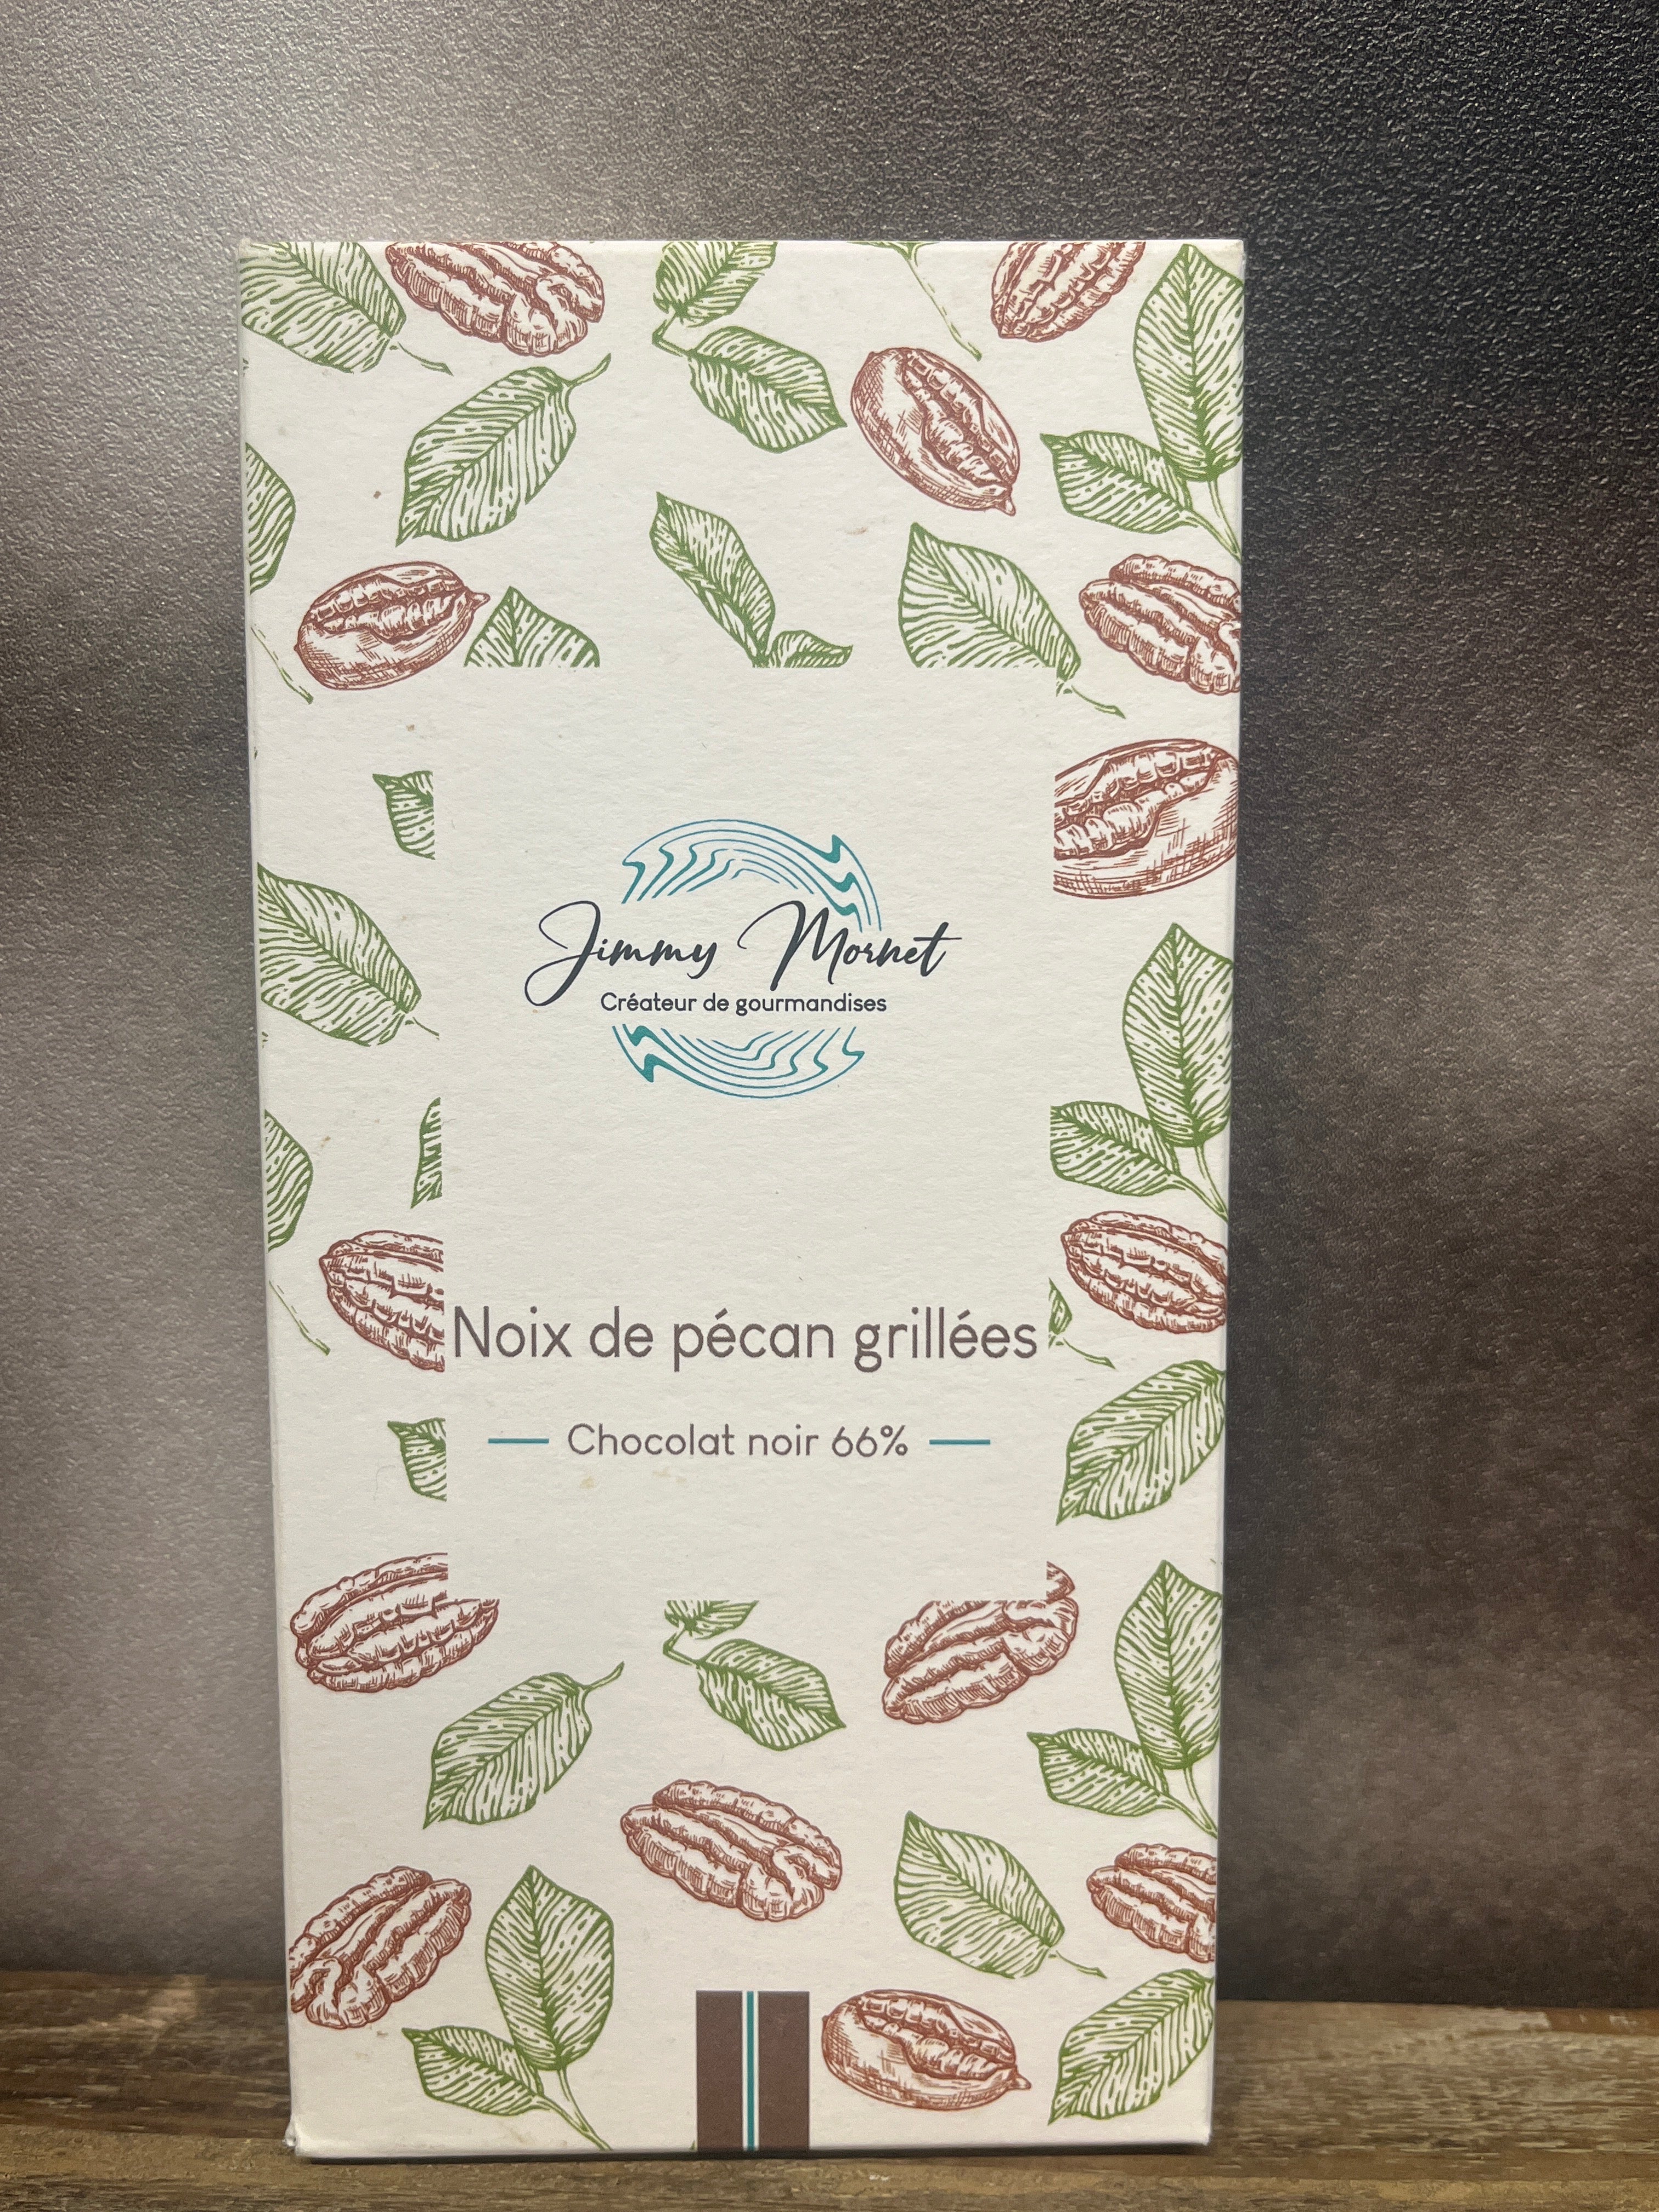 Jimmy Mornet
Créateur de gourmandises
Noix de pécan grillées
Chocolat noir 66%